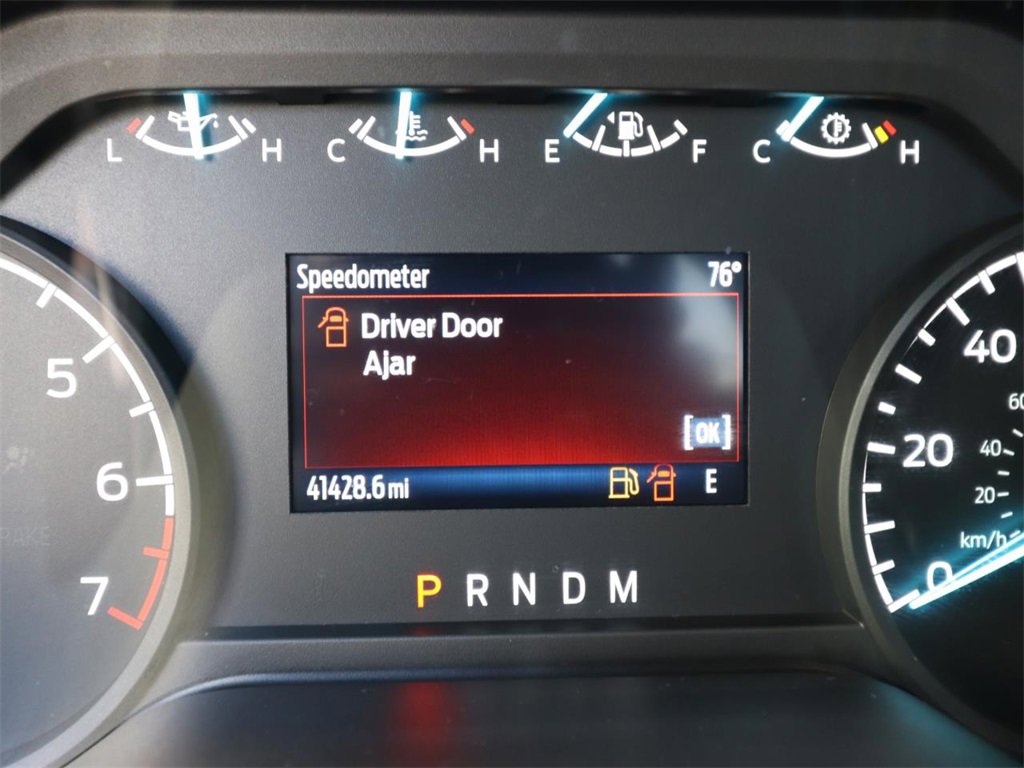 L H C H E F C H
Speedometer 76°
Driver Door
Ajar
[OK]
41428.6 mi E
P R N D M
5
6
7
40
20
0
60
40
20
km/h